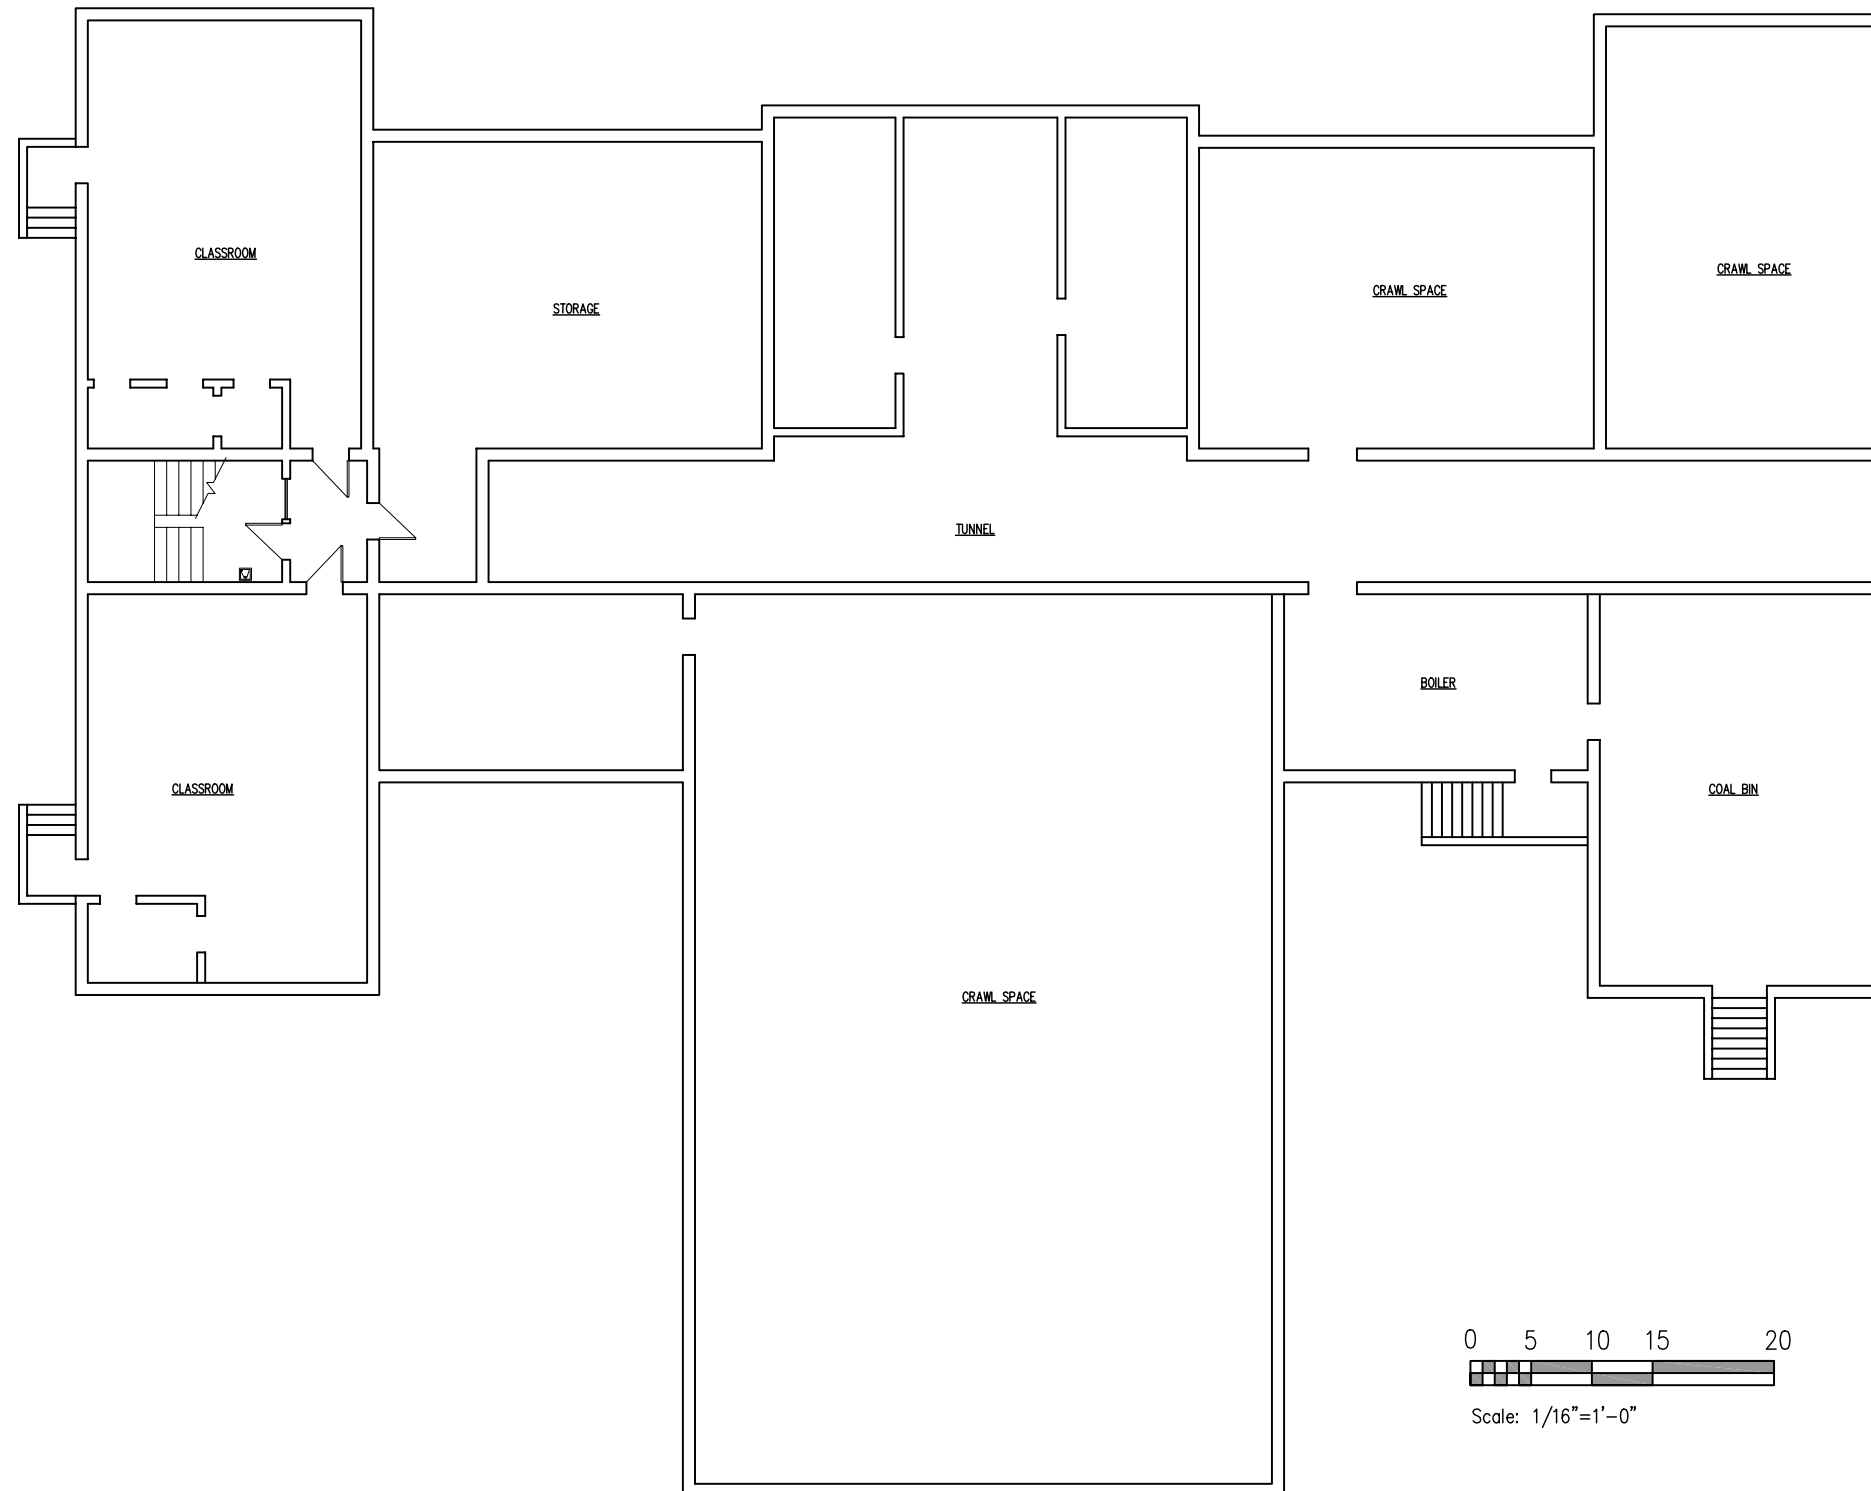 CLASSROOM
CRAWL SPACE
CRAWL SPACE
STORAGE
TUNNEL
BOILER
CLASSROOM
COAL BIN
CRAWL SPACE
0 5 10 15 20
Scale: 1/16"=1'-0"